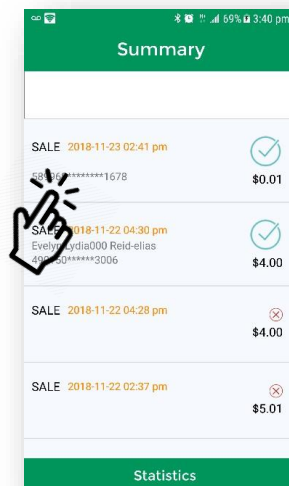 69% 3:40 pm
Summary
SALE 2018-11-23 02:41 pm
********1678
$0.01
SALE 2018-11-22 04:30 pm
Evelyn Lydia000 Reid-elias
******3006
$4.00
SALE 2018-11-22 04:28 pm
$4.00
SALE 2018-11-22 02:37 pm
$5.01
Statistics